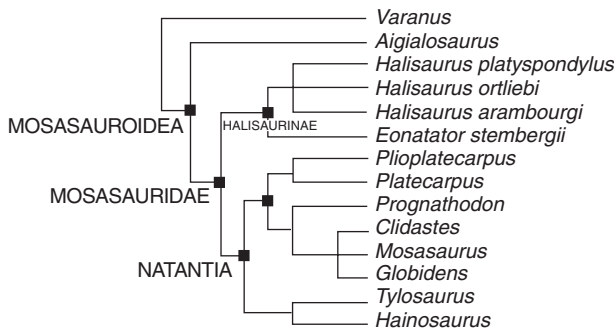 Varanus
Aigialosaurus
Halisaurus platyspondylus
Halisaurus ortliebi
Halisaurus arambourgi
Eonatator stembergii
Plioplatecarpus
Platecarpus
Prognathodon
Clidastes
Mosasaurus
Globidens
Tylosaurus
Hainosaurus
MOSASAUROIDEA
HALISAURINAE
MOSASAURIDAE
NATANTIA